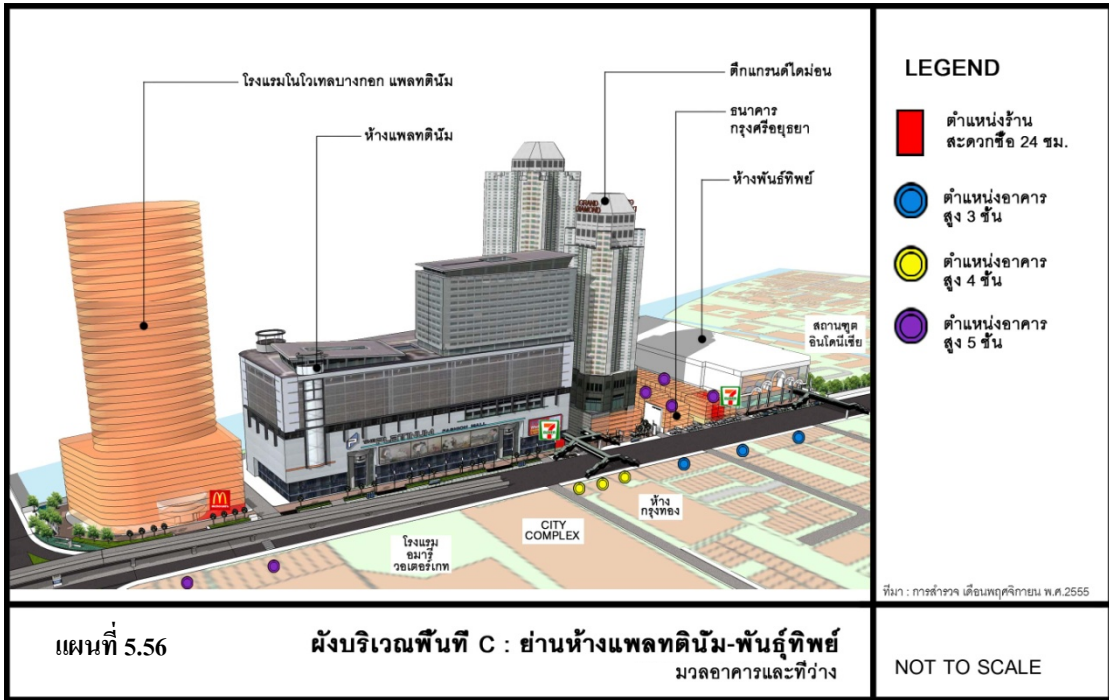 โรงแรมโนโวเทลบางกอก แพลทตินัม
ห้างแพลทตินัม
ตึกแกรนด์ไดม่อน
ธนาคาร
กรุงศรีอยุธยา
ห้างพันธ์ทิพย์
GRAND
DIAMOND
สถานฑูต
อินโดนีเซีย
PLATINUM FASHION MALL
7
7
M
ห้าง
กรุงทอง
CITY
COMPLEX
โรงแรม
อมารี
วอเตอร์เกท
LEGEND
ตำแหน่งร้าน
สะดวกซื้อ 24 ชม.
ตำแหน่งอาคาร
สูง 3 ชั้น
ตำแหน่งอาคาร
สูง 4 ชั้น
ตำแหน่งอาคาร
สูง 5 ชั้น
ที่มา : การสำรวจ เดือนพฤศจิกายน พ.ศ.2555
แผนที่ 5.56
ผังบริเวณพื้นที่ C : ย่านห้างแพลทตินัม-พันธุ์ทิพย์
มวลอาคารและที่ว่าง
NOT TO SCALE